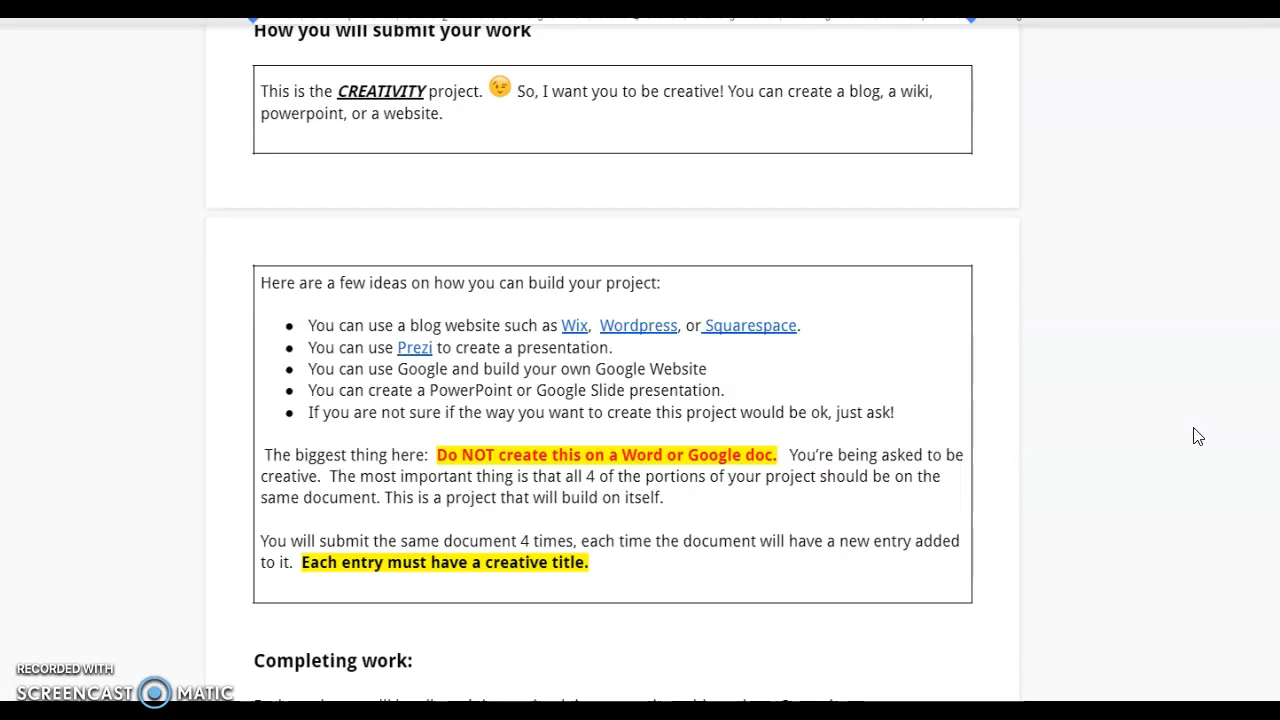 How you will submit your work
This is the CREATIVITY project. 😉 So, I want you to be creative! You can create a blog, a wiki,
powerpoint, or a website.
Here are a few ideas on how you can build your project:
● You can use a blog website such as Wix, Wordpress, or Squarespace.
● You can use Prezi to create a presentation.
● You can use Google and build your own Google Website
● You can create a PowerPoint or Google Slide presentation.
● If you are not sure if the way you want to create this project would be ok, just ask!
The biggest thing here: Do NOT create this on a Word or Google doc. You’re being asked to be
creative. The most important thing is that all 4 of the portions of your project should be on the
same document. This is a project that will build on itself.
You will submit the same document 4 times, each time the document will have a new entry added
to it. Each entry must have a creative title.
Completing work:
RECORDED WITH
SCREENCAST MATIC